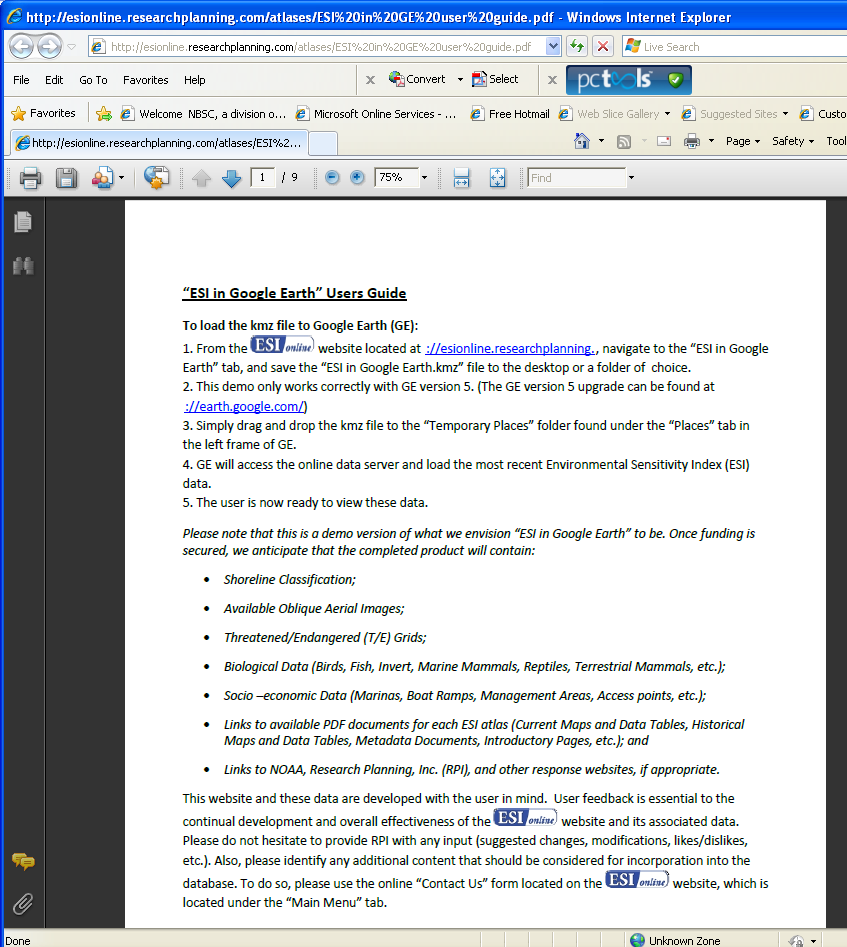 http://esionline.researchplanning.com/atlases/ESI%20in%20GE%20user%20guide.pdf - Windows Internet Explorer
http://esionline.researchplanning.com/atlases/ESI%20in%20GE%20user%20guide.pdf Live Search
File Edit Go To Favorites Help x Convert Select x pctools
Favorites Welcome NBSC, a division o... Microsoft Online Services - ... Free Hotmail Web Slice Gallery Suggested Sites Custo
http://esionline.researchplanning.com/atlases/ESI%2... Page Safety Tool
1 / 9 75% Find
“ESI in Google Earth” Users Guide
To load the kmz file to Google Earth (GE):
1. From the ESI online website located at ://esionline.researchplanning., navigate to the “ESI in Google
Earth” tab, and save the “ESI in Google Earth.kmz” file to the desktop or a folder of choice.
2. This demo only works correctly with GE version 5. (The GE version 5 upgrade can be found at
://earth.google.com/)
3. Simply drag and drop the kmz file to the “Temporary Places” folder found under the “Places” tab in
the left frame of GE.
4. GE will access the online data server and load the most recent Environmental Sensitivity Index (ESI)
data.
5. The user is now ready to view these data.
Please note that this is a demo version of what we envision “ESI in Google Earth” to be. Once funding is
secured, we anticipate that the completed product will contain:
• Shoreline Classification;
• Available Oblique Aerial Images;
• Threatened/Endangered (T/E) Grids;
• Biological Data (Birds, Fish, Invert, Marine Mammals, Reptiles, Terrestrial Mammals, etc.);
• Socio –economic Data (Marinas, Boat Ramps, Management Areas, Access points, etc.);
• Links to available PDF documents for each ESI atlas (Current Maps and Data Tables, Historical
Maps and Data Tables, Metadata Documents, Introductory Pages, etc.); and
• Links to NOAA, Research Planning, Inc. (RPI), and other response websites, if appropriate.
This website and these data are developed with the user in mind.  User feedback is essential to the
continual development and overall effectiveness of the ESI online website and its associated data.
Please do not hesitate to provide RPI with any input (suggested changes, modifications, likes/dislikes,
etc.). Also, please identify any additional content that should be considered for incorporation into the
database. To do so, please use the online “Contact Us” form located on the ESI online website, which is
located under the “Main Menu” tab.
Done Unknown Zone